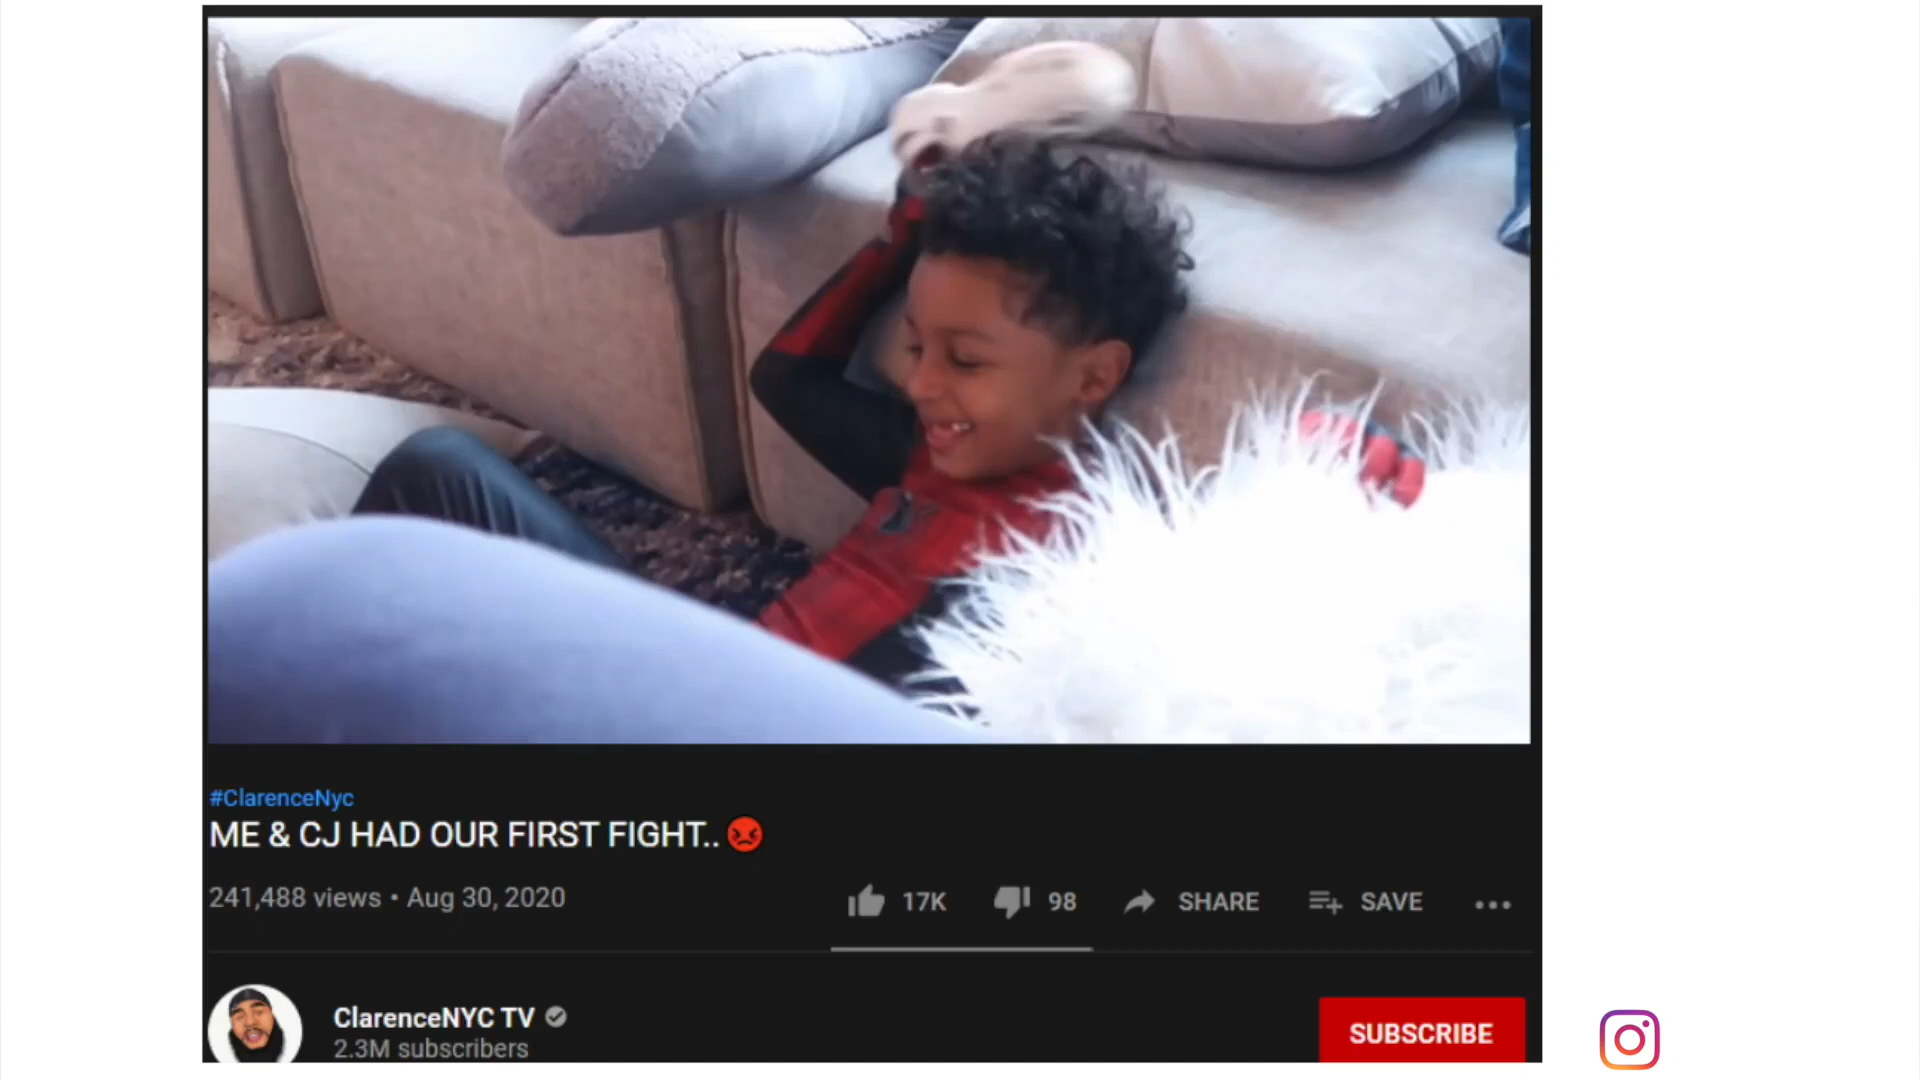 #ClarenceNyc
ME & CJ HAD OUR FIRST FIGHT..😡
241,488 views • Aug 30, 2020
17K
98
SHARE
SAVE
ClarenceNYC TV
2.3M subscribers
SUBSCRIBE